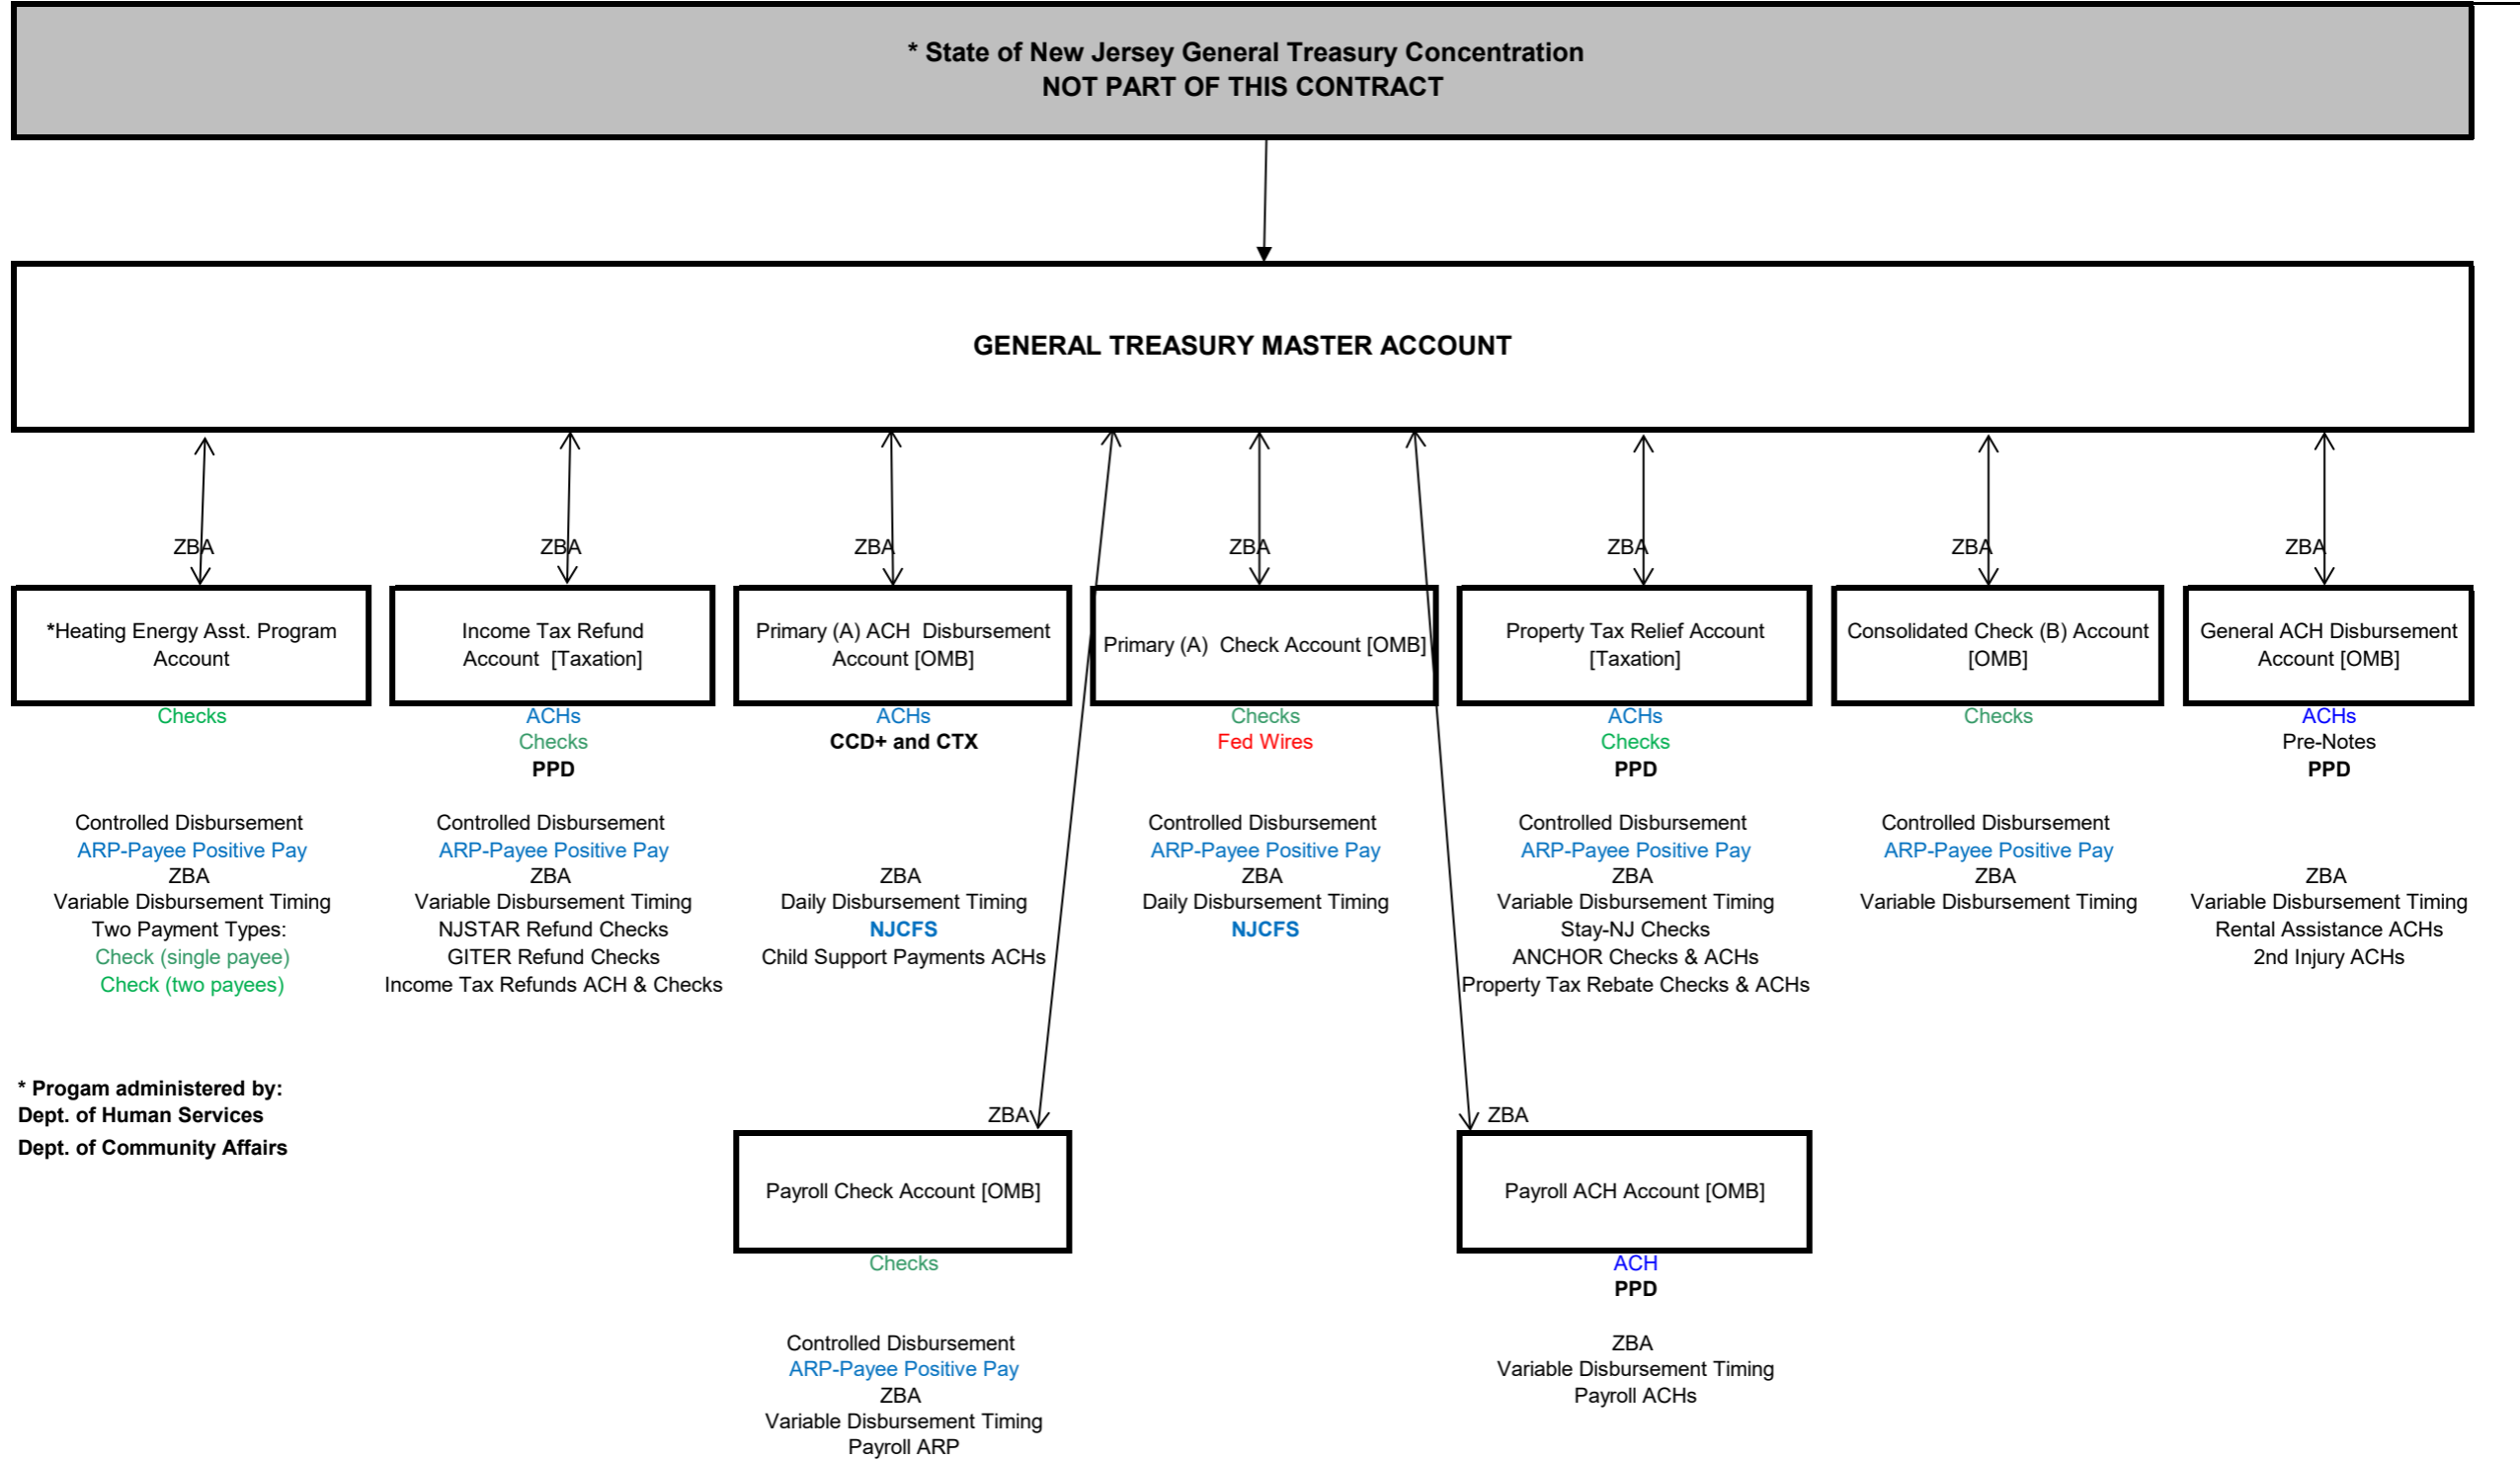 * State of New Jersey General Treasury Concentration
NOT PART OF THIS CONTRACT
GENERAL TREASURY MASTER ACCOUNT
ZBA
*Heating Energy Asst. Program
Account
Checks
Controlled Disbursement
ARP-Payee Positive Pay
ZBA
Variable Disbursement Timing
Two Payment Types:
Check (single payee)
Check (two payees)
ZBA
Income Tax Refund
Account [Taxation]
ACHs
Checks
PPD
Controlled Disbursement
ARP-Payee Positive Pay
ZBA
Variable Disbursement Timing
NJSTAR Refund Checks
GITER Refund Checks
Income Tax Refunds ACH & Checks
ZBA
Primary (A) ACH Disbursement
Account [OMB]
ACHs
CCD+ and CTX
ZBA
Daily Disbursement Timing
NJCFS
Child Support Payments ACHs
ZBA
Primary (A) Check Account [OMB]
Checks
Fed Wires
Controlled Disbursement
ARP-Payee Positive Pay
ZBA
Daily Disbursement Timing
NJCFS
ZBA
Property Tax Relief Account
[Taxation]
ACHs
Checks
PPD
Controlled Disbursement
ARP-Payee Positive Pay
ZBA
Variable Disbursement Timing
Stay-NJ Checks
ANCHOR Checks & ACHs
Property Tax Rebate Checks & ACHs
ZBA
Consolidated Check (B) Account
[OMB]
Checks
Controlled Disbursement
ARP-Payee Positive Pay
ZBA
Variable Disbursement Timing
ZBA
General ACH Disbursement
Account [OMB]
ACHs
Pre-Notes
PPD
ZBA
Variable Disbursement Timing
Rental Assistance ACHs
2nd Injury ACHs
* Progam administered by:
Dept. of Human Services
Dept. of Community Affairs
ZBA
Payroll Check Account [OMB]
Checks
Controlled Disbursement
ARP-Payee Positive Pay
ZBA
Variable Disbursement Timing
Payroll ARP
ZBA
Payroll ACH Account [OMB]
ACH
PPD
ZBA
Variable Disbursement Timing
Payroll ACHs